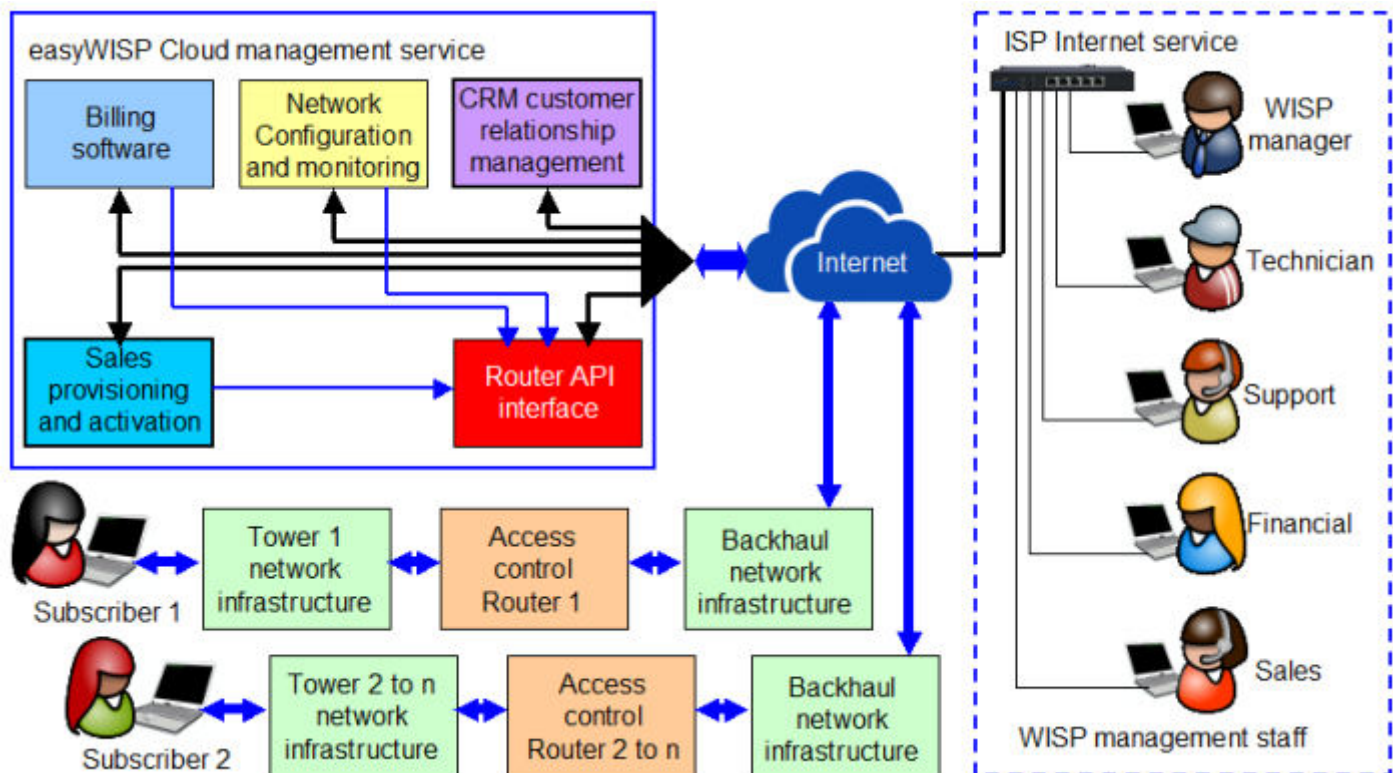 easyWISP Cloud management service
Billing
software
Network
Configuration
and monitoring
CRM customer
relationship
management
Sales
provisioning
and activation
Router API
interface
Internet
ISP Internet service
WISP
manager
Technician
Support
Financial
Sales
WISP management staff
Subscriber 1
Tower 1
network
infrastructure
Access
control
Router 1
Backhaul
network
infrastructure
Subscriber 2
Tower 2 to n
network
infrastructure
Access
control
Router 2 to n
Backhaul
network
infrastructure